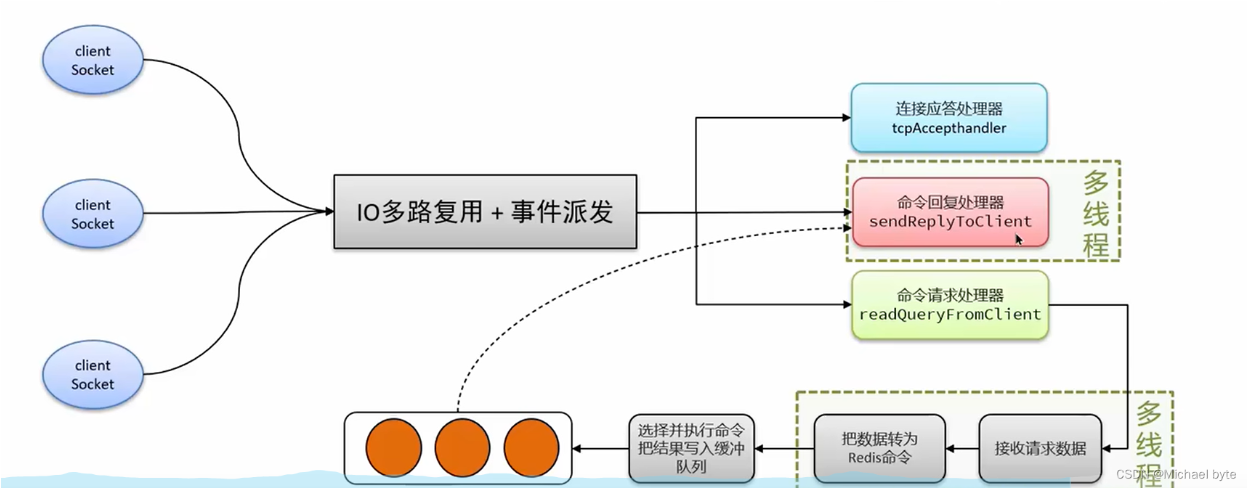 client
Socket
client
Socket
client
Socket
IO多路复用 + 事件派发
连接应答处理器
tcpAccepthandler
命令回复处理器
sendReplyToClient
多线程
命令请求处理器
readQueryFromClient
选择并执行命令
把结果写入缓冲
队列
把数据转为
Redis命令
接收请求数据
多线程
CSDN @Michael byte